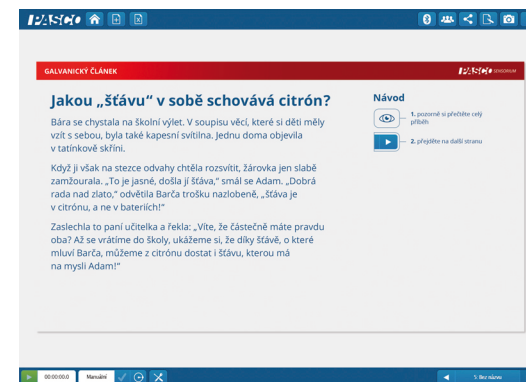 PASCO
GALVANICKÝ ČLÁNEK
PASCO SENSORIUM
Jakou „šťávu“ v sobě schovává citrón?
Bára se chystala na školní výlet. V soupisu věcí, které si děti měly
vzít s sebou, byla také kapesní svítilna. Jednu doma objevila
v tatínkově skříni.
Když ji však na stezce odvahy chtěla rozsvítit, žárovka jen slabě
zamžourala. „To je jasné, došla jí šťáva,“ smál se Adam. „Dobrá
rada nad zlato,“ odvětila Barča trošku nazlobeně, „šťáva je
v citrónu, a ne v bateriích!“
Zaslechla to paní učitelka a řekla: „Víte, že částečně máte pravdu
oba? Až se vrátíme do školy, ukážeme si, že díky šťávě, o které
mluví Barča, můžeme z citrónu dostat i šťávu, kterou má
na mysli Adam!“
Návod
1. pozorně si přečtěte celý
příběh
2. přejděte na další stranu
00:00:00.0
Manuální
1: Bez názvu